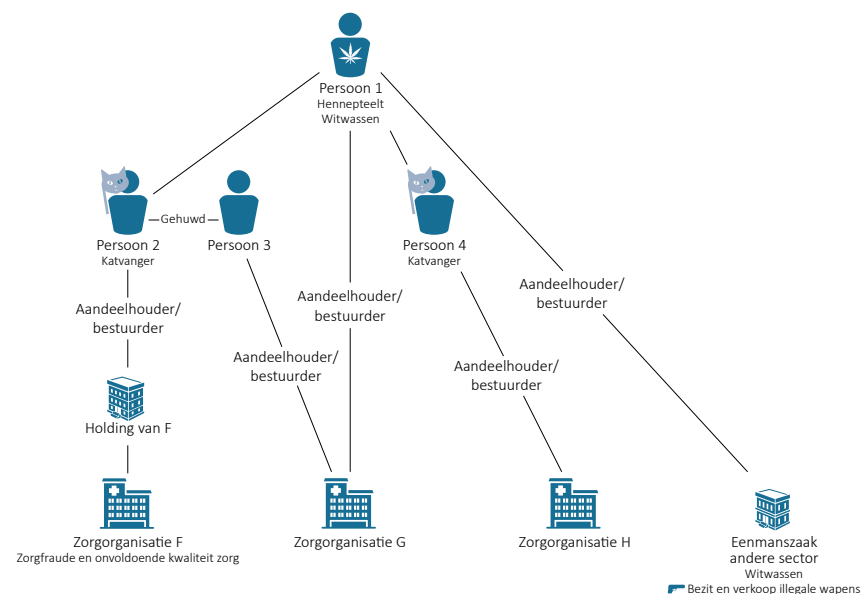 Persoon 1
Hennepteelt
Witwassen
Gehuwd
Persoon 2
Katvanger
Persoon 3
Persoon 4
Katvanger
Aandeelhouder/
bestuurder
Aandeelhouder/
bestuurder
Aandeelhouder/
bestuurder
Aandeelhouder/
bestuurder
Aandeelhouder/
bestuurder
Holding van F
Zorgorganisatie F
Zorgfraude en onvoldoende kwaliteit zorg
Zorgorganisatie G
Zorgorganisatie H
Eenmanszaak
andere sector
Witwassen
Bezit en verkoop illegale wapens